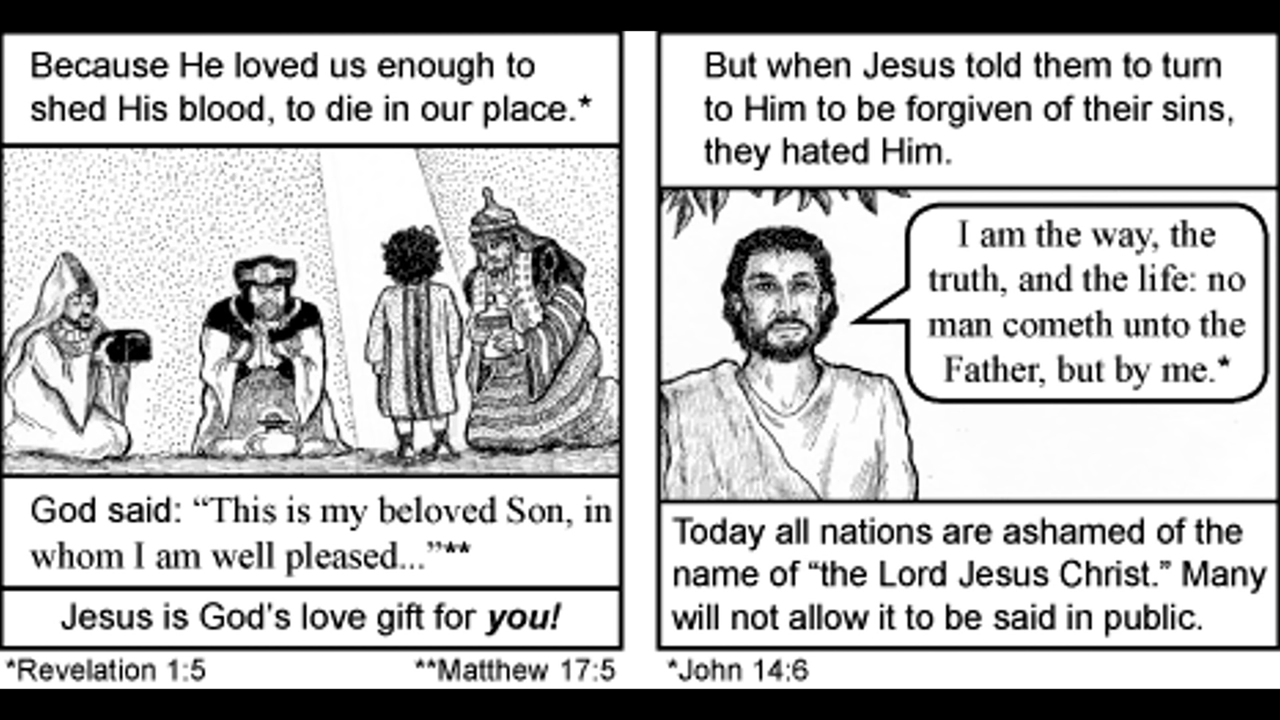 Because He loved us enough to
shed His blood, to die in our place.*
God said: “This is my beloved Son, in
whom I am well pleased...”**
Jesus is God's love gift for you!
*Revelation 1:5
**Matthew 17:5
But when Jesus told them to turn
to Him to be forgiven of their sins,
they hated Him.
I am the way, the
truth, and the life: no
man cometh unto the
Father, but by me.*
Today all nations are ashamed of the
name of “the Lord Jesus Christ.” Many
will not allow it to be said in public.
*John 14:6